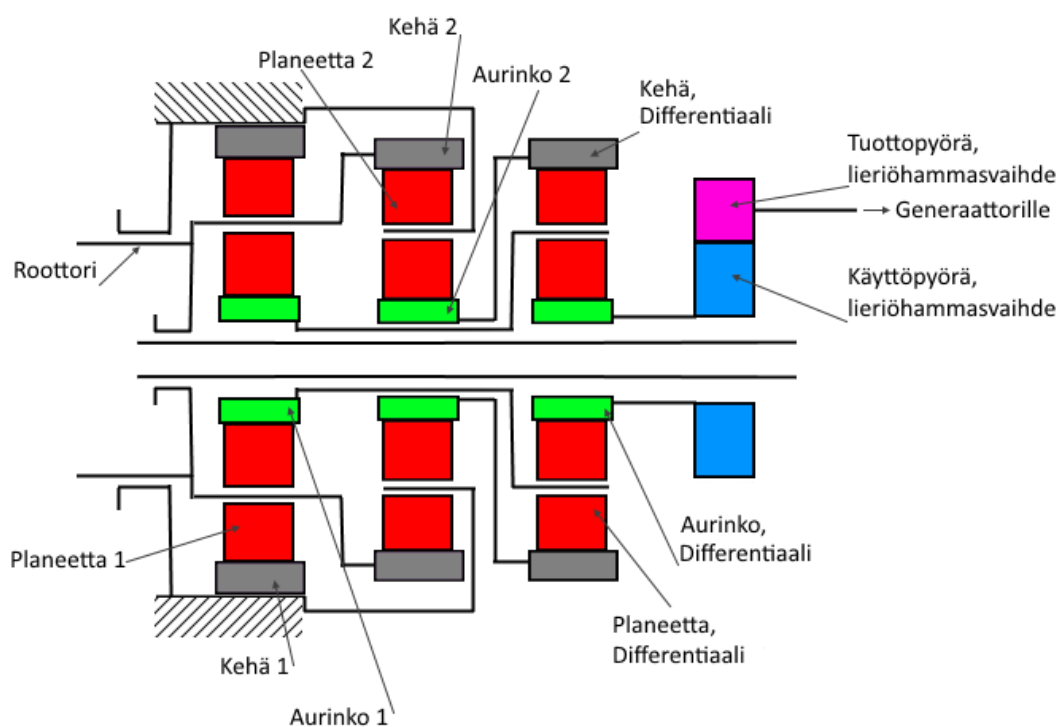 Kehä 2
Planeetta 2
Aurinko 2
Kehä,
Differentiaali
Tuottopyörä,
lieriöhammasvaihde
Generaattorille
Roottori
Käyttöpyörä,
lieriöhammasvaihde
Planeetta 1
Aurinko,
Differentiaali
Planeetta,
Differentiaali
Kehä 1
Aurinko 1